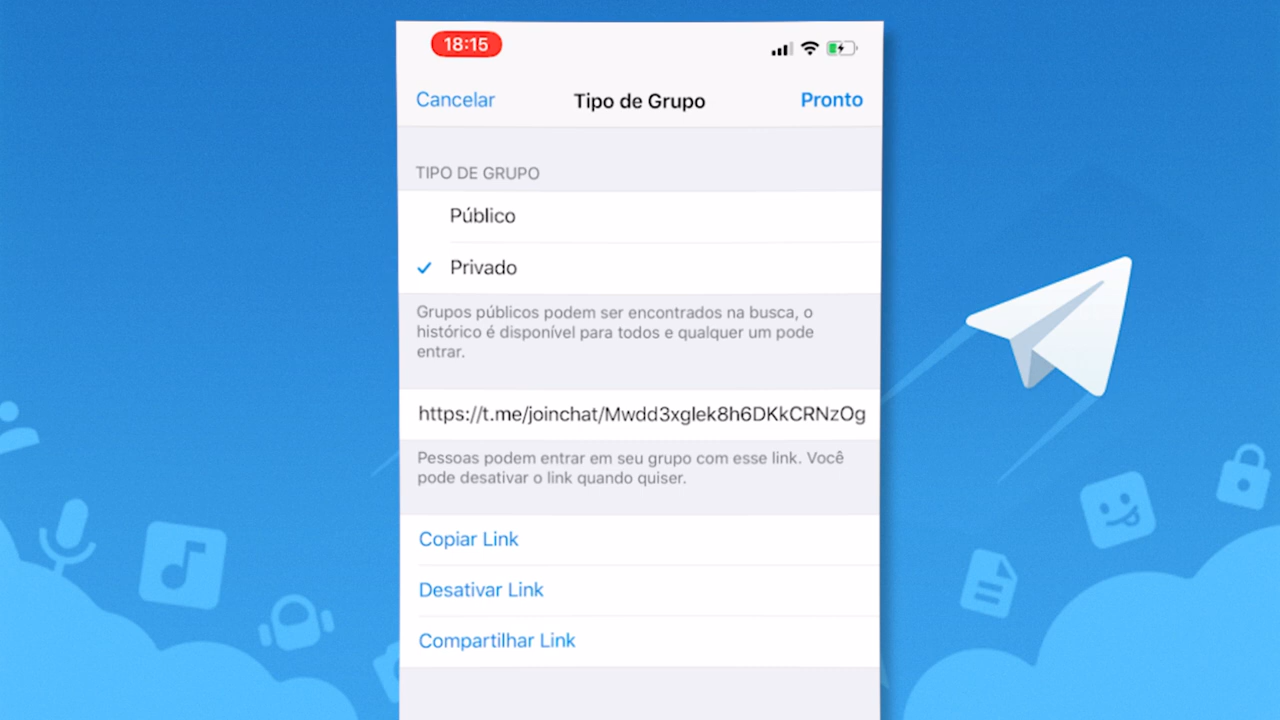 18:15
Cancelar
Tipo de Grupo
Pronto
TIPO DE GRUPO
Público
Privado
Grupos públicos podem ser encontrados na busca, o
histórico é disponível para todos e qualquer um pode
entrar.
https://t.me/joinchat/Mwdd3xglek8h6DKkCRNzOg
Pessoas podem entrar em seu grupo com esse link. Você
pode desativar o link quando quiser.
Copiar Link
Desativar Link
Compartilhar Link